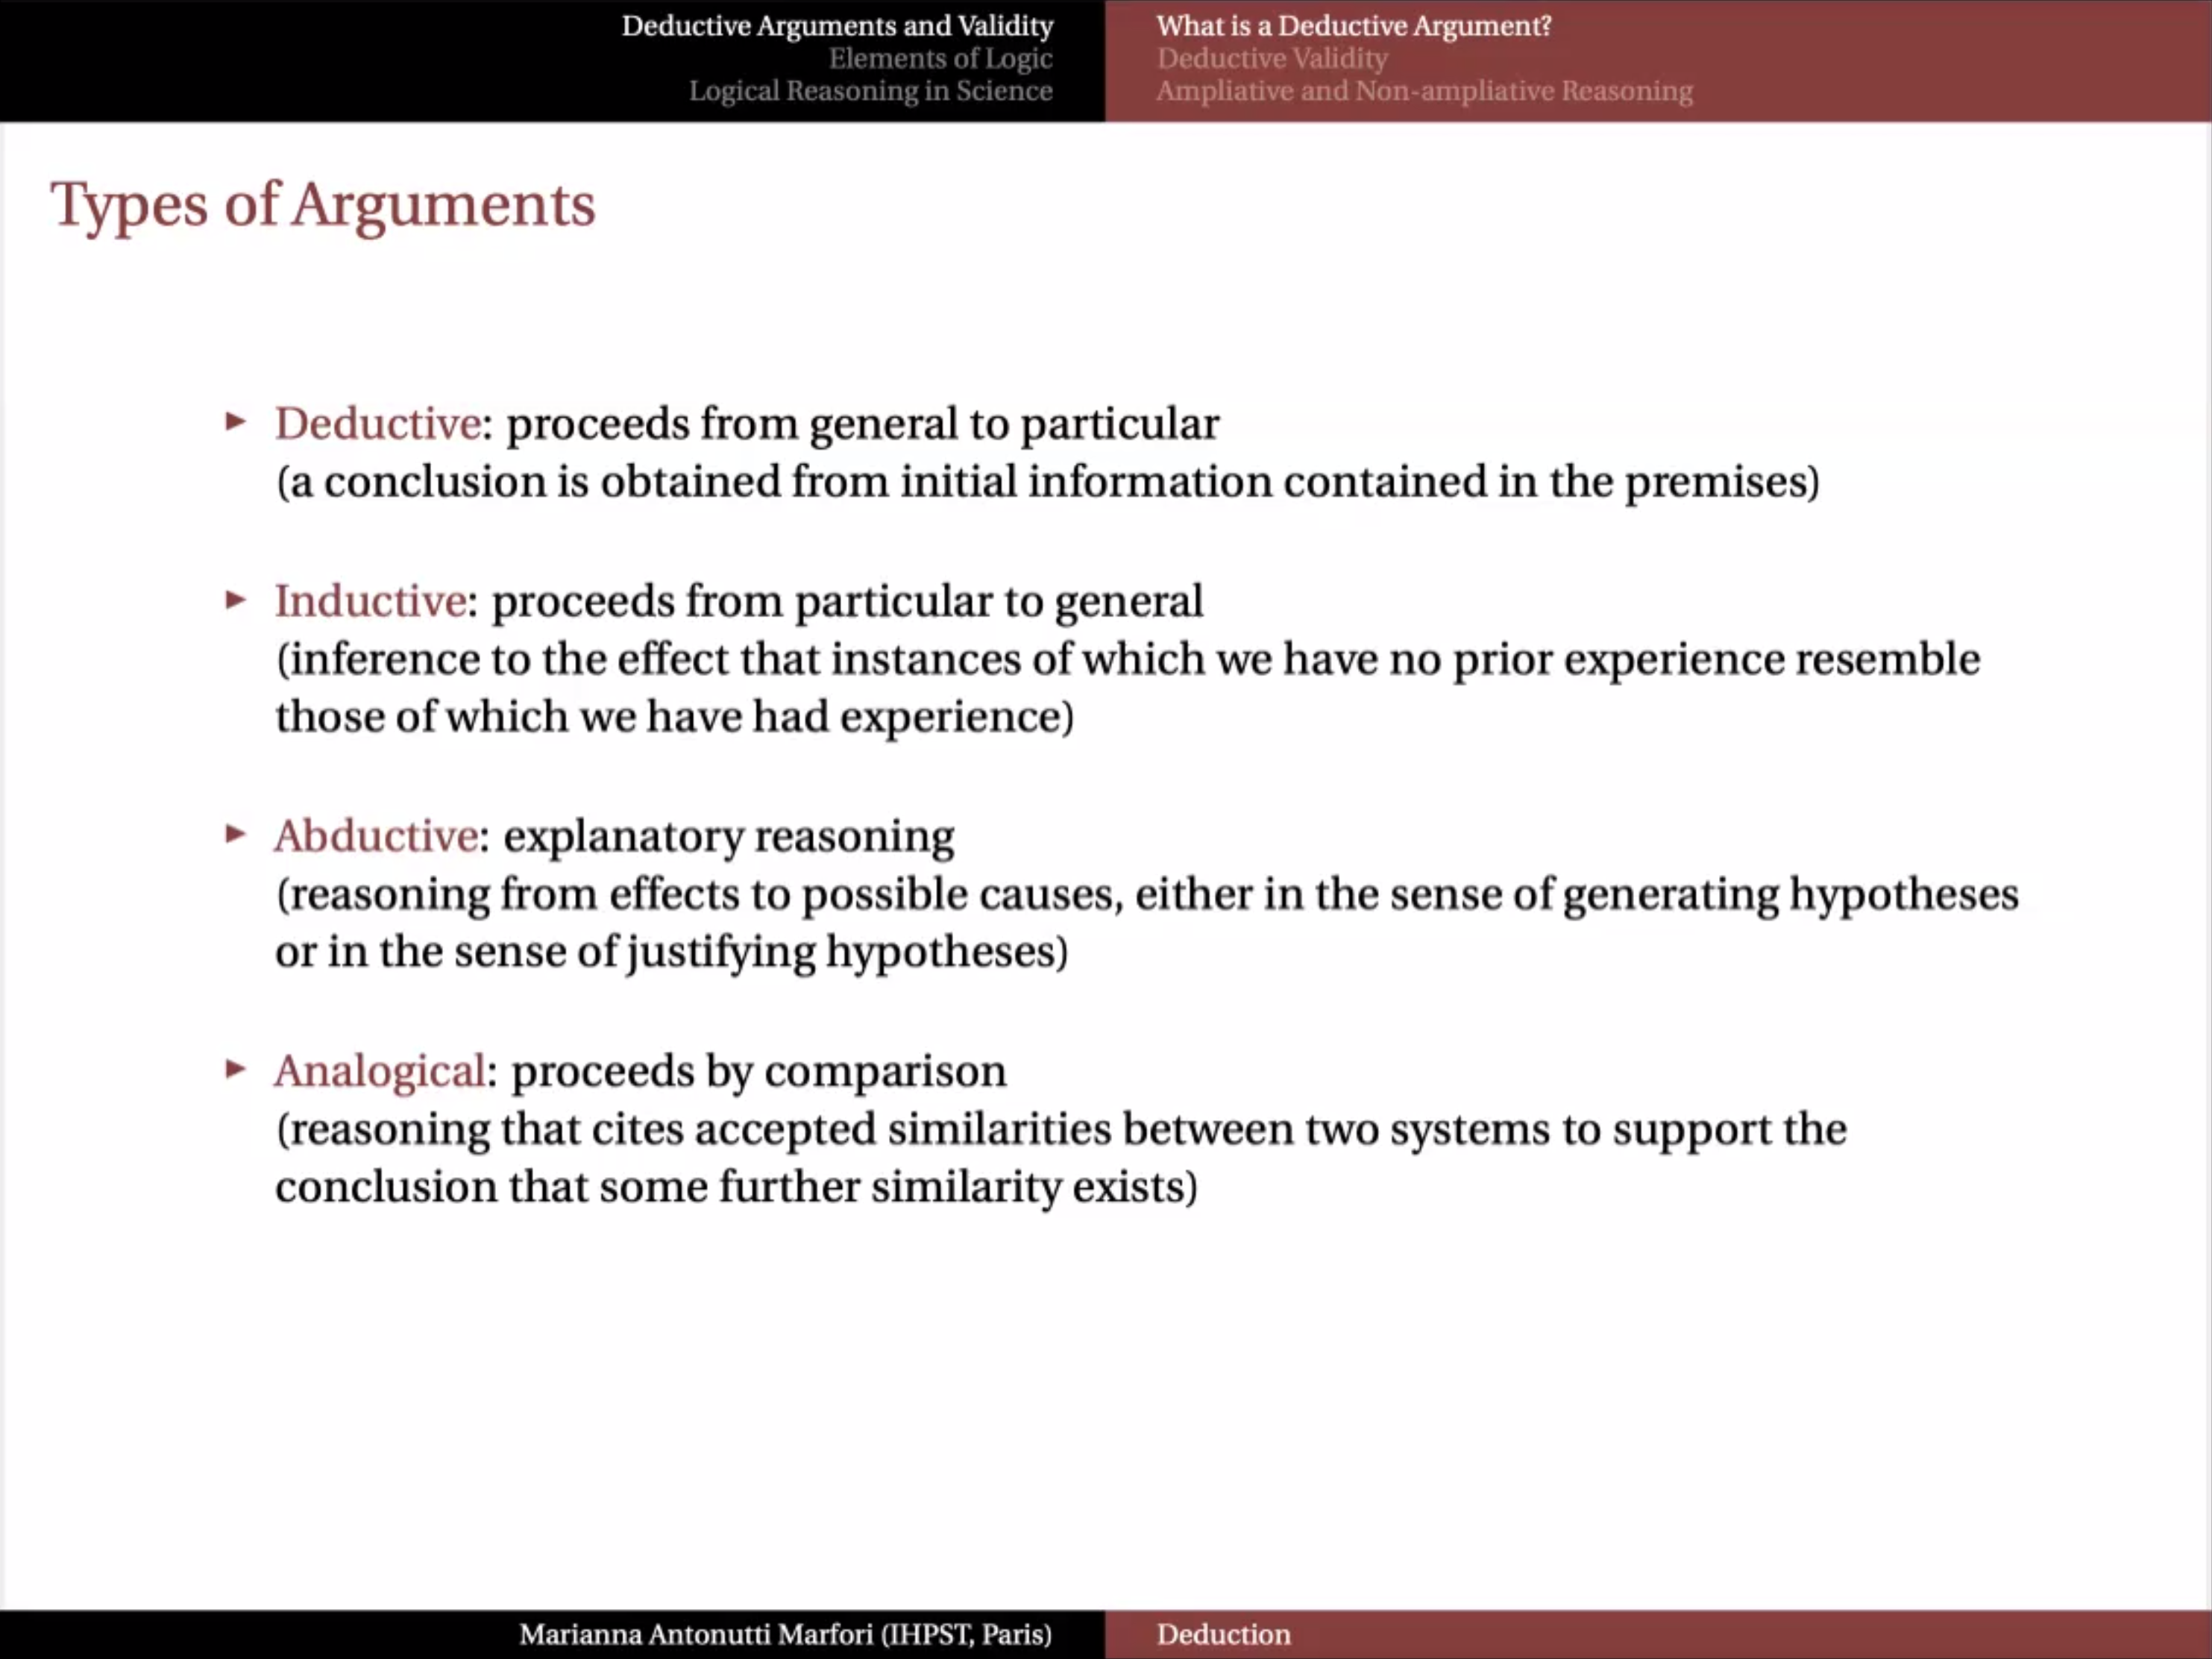 Deductive Arguments and Validity
Elements of Logic
Logical Reasoning in Science
What is a Deductive Argument?
Deductive Validity
Ampliative and Non-ampliative Reasoning
Types of Arguments
► Deductive: proceeds from general to particular
(a conclusion is obtained from initial information contained in the premises)
► Inductive: proceeds from particular to general
(inference to the effect that instances of which we have no prior experience resemble
those of which we have had experience)
► Abductive: explanatory reasoning
(reasoning from effects to possible causes, either in the sense of generating hypotheses
or in the sense of justifying hypotheses)
► Analogical: proceeds by comparison
(reasoning that cites accepted similarities between two systems to support the
conclusion that some further similarity exists)
Marianna Antonutti Marfori (IHPST, Paris)
Deduction